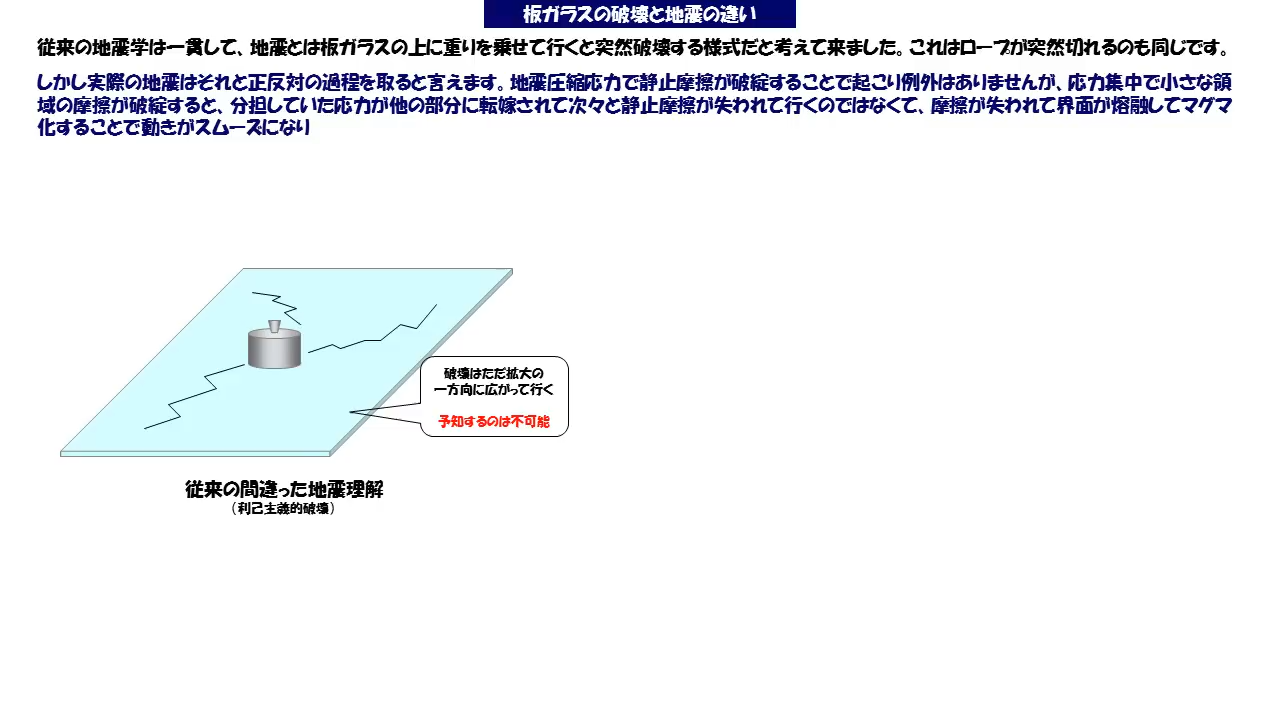 板ガラスの破壊と地震の違い
従来の地震学は一貫して、地震とは板ガラスの上に重りを乗せて行くと突然破壊する様式だと考えて来ました。これはロープが突然切れるのも同じです。
しかし実際の地震はそれと正反対の過程を取ると言えます。地震圧縮応力で静止摩擦が破綻することで起こり例外はありませんが、応力集中で小さな領
域の摩擦が破綻すると、分担していた応力が他の部分に転嫁されて次々と静止摩擦が失われて行くのではなくて、摩擦が失われて界面が熔融してマグマ
化することで動きがスムーズになり
破壊はただ拡大の
一方向に広がって行く
予知するのは不可能
従来の間違った地震理解
（利己主義的破壊）